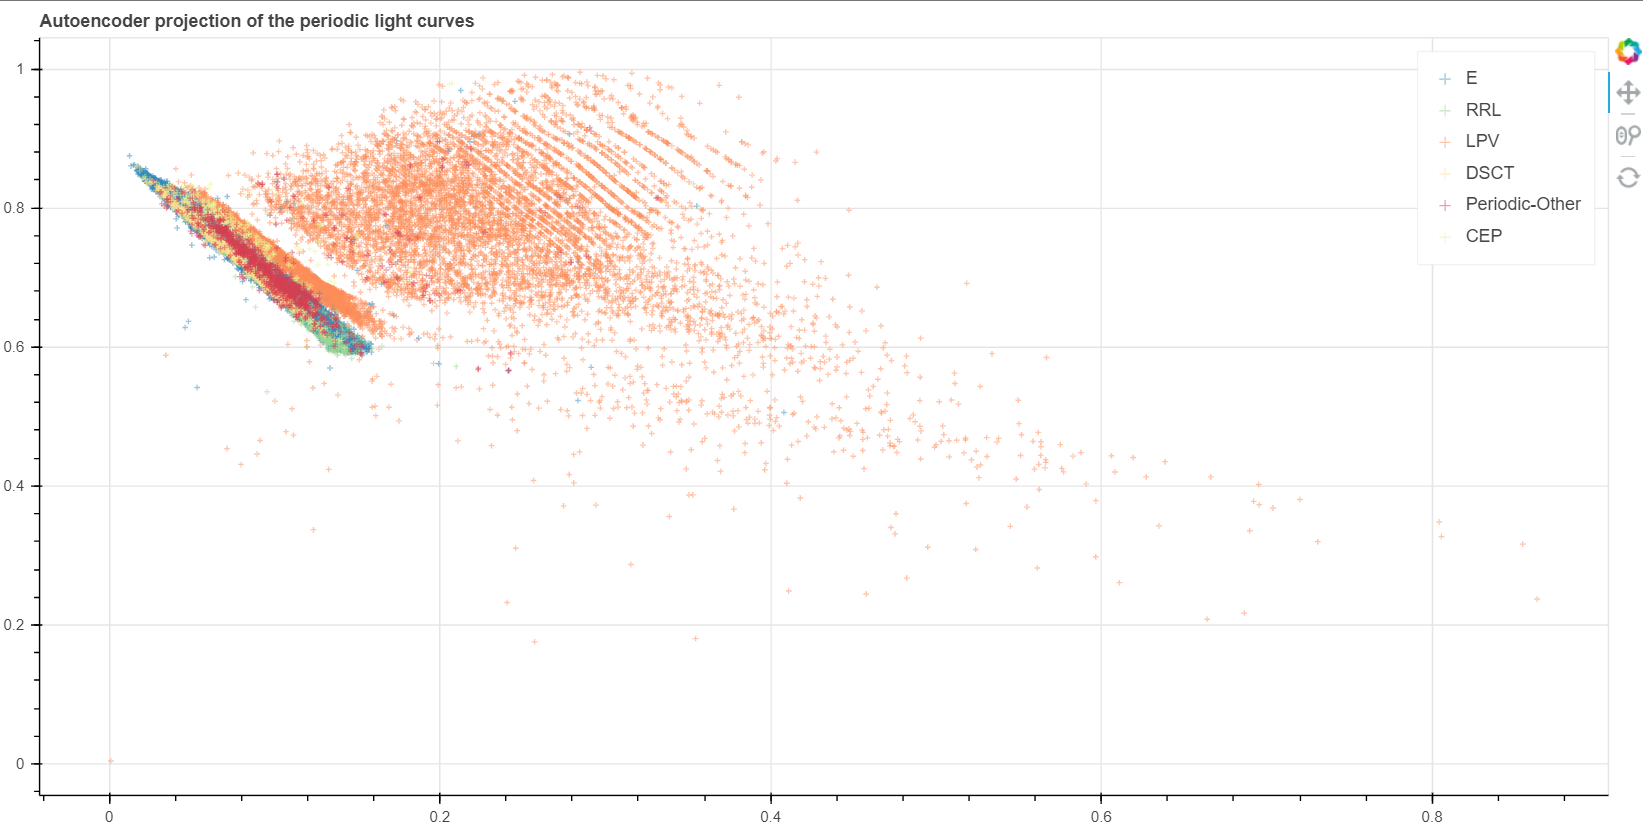 Autoencoder projection of the periodic light curves
1
0.8
0.6
0.4
0.2
0
0
0.2
0.4
0.6
0.8
E
RRL
LPV
DSCT
Periodic-Other
CEP